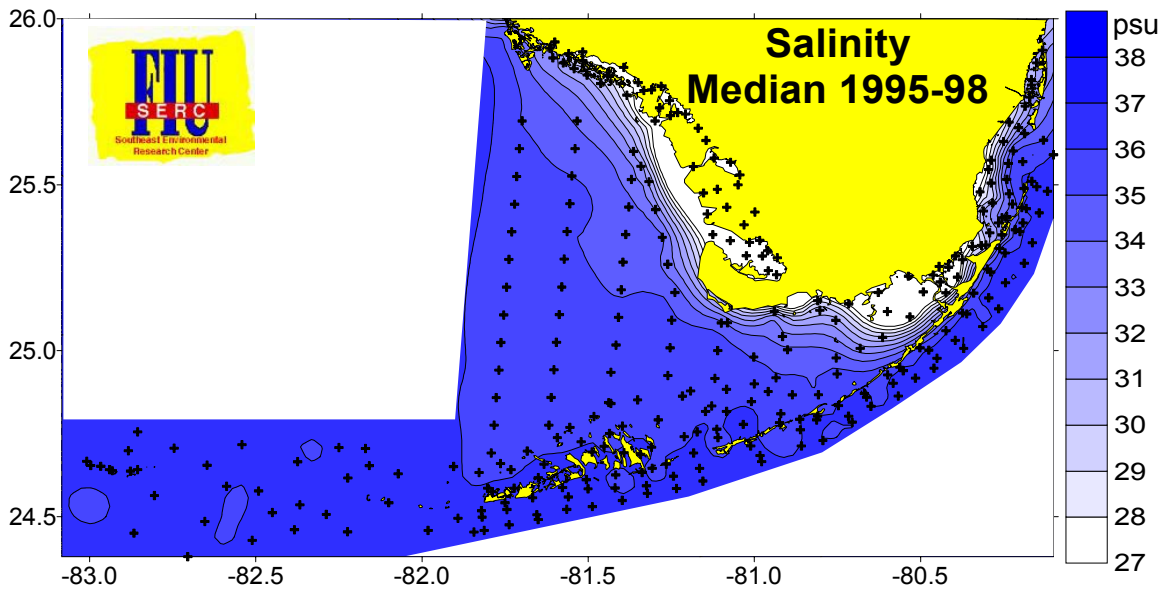 26.0
25.5
25.0
24.5
-83.0 -82.5 -82.0 -81.5 -81.0 -80.5
FIU
SERC
Southeast Environmental
Research Center
Salinity
Median 1995-98
psu
38
37
36
35
34
33
32
31
30
29
28
27